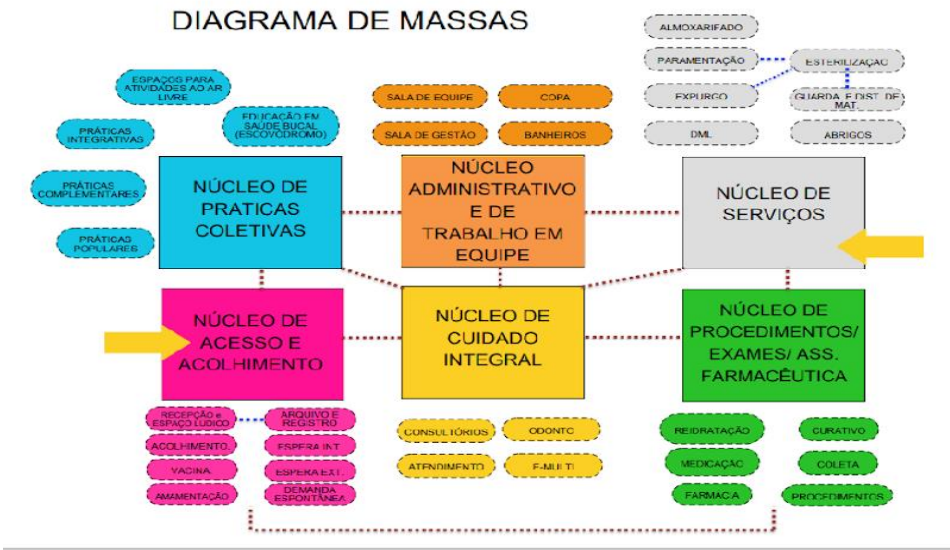 DIAGRAMA DE MASSAS
ALMOXARIFADO
PARAMENTAÇÃO
ESTERILIZAÇAO
EXPURGO
GUARDA E DIST. DE
MAT.
DML
ABRIGOS
ESPAÇOS PARA
ATIVIDADES AO AR
LIVRE
EDUCAÇÃO EM
SAÚDE BUCAL
(ESCOVÓDROMO)
PRÁTICAS
INTEGRATIVAS
PRÁTICAS
COMPLEMENTARES
PRÁTICAS
POPULARES
SALA DE EQUIPE
COPA
SALA DE GESTÃO
BANHEIROS
NÚCLEO DE
PRATICAS
COLETIVAS
NÚCLEO
ADMINISTRATIVO
E DE
TRABALHO EM
EQUIPE
NÚCLEO DE
SERVIÇOS
NÚCLEO DE
ACESSO E
ACOLHIMENTO
NÚCLEO DE
CUIDADO
INTEGRAL
NÚCLEO DE
PROCEDIMENTOS/
EXAMES/ ASS.
FARMACÊUTICA
RECEPÇÃO e
ESPAÇO LÚDICO
ARQUIVO E
REGISTRO
ACOLHIMENTO.
ESPERA INT.
VACINA
ESPERA EXT.
AMAMENTAÇÃO
DEMANDA
ESPONTÂNEA
CONSULTÓRIOS
ODONTO
ATENDIMENTO
E-MULTI
REIDRATAÇÃO
CURATIVO
MEDICAÇÃO
COLETA
FARMÁCIA
PROCEDIMENTOS